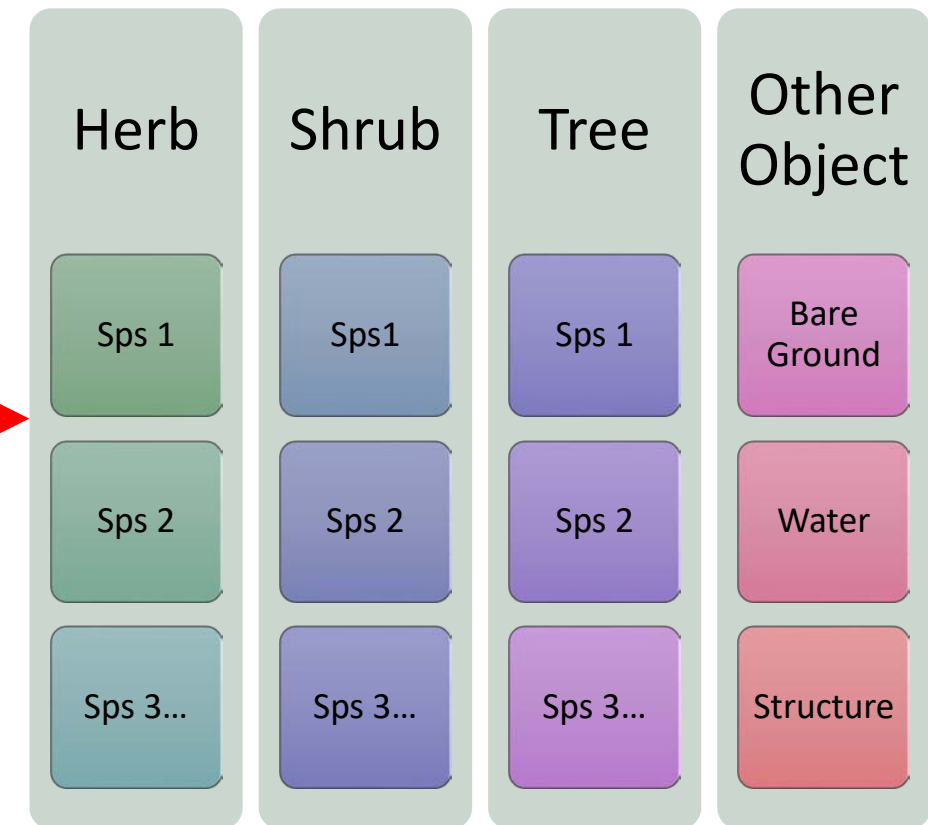 Herb
Sps 1
Sps 2
Sps 3...
Shrub
Sps1
Sps 2
Sps 3...
Tree
Sps 1
Sps 2
Sps 3...
Other
Object
Bare
Ground
Water
Structure